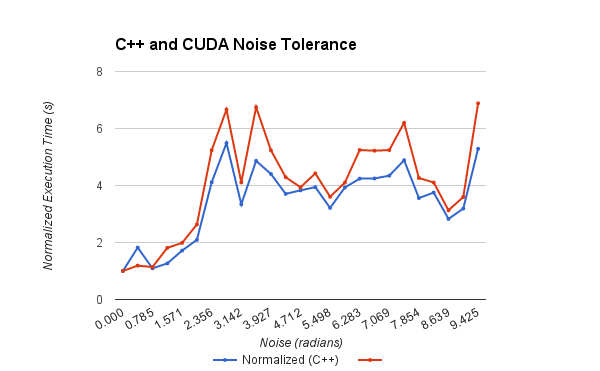 C++ and CUDA Noise Tolerance
Normalized Execution Time (s)
8
6
4
2
0
0.000 0.785 1.571 2.356 3.142 3.927 4.712 5.498 6.283 7.069 7.854 8.639 9.425
Noise (radians)
Normalized (C++)